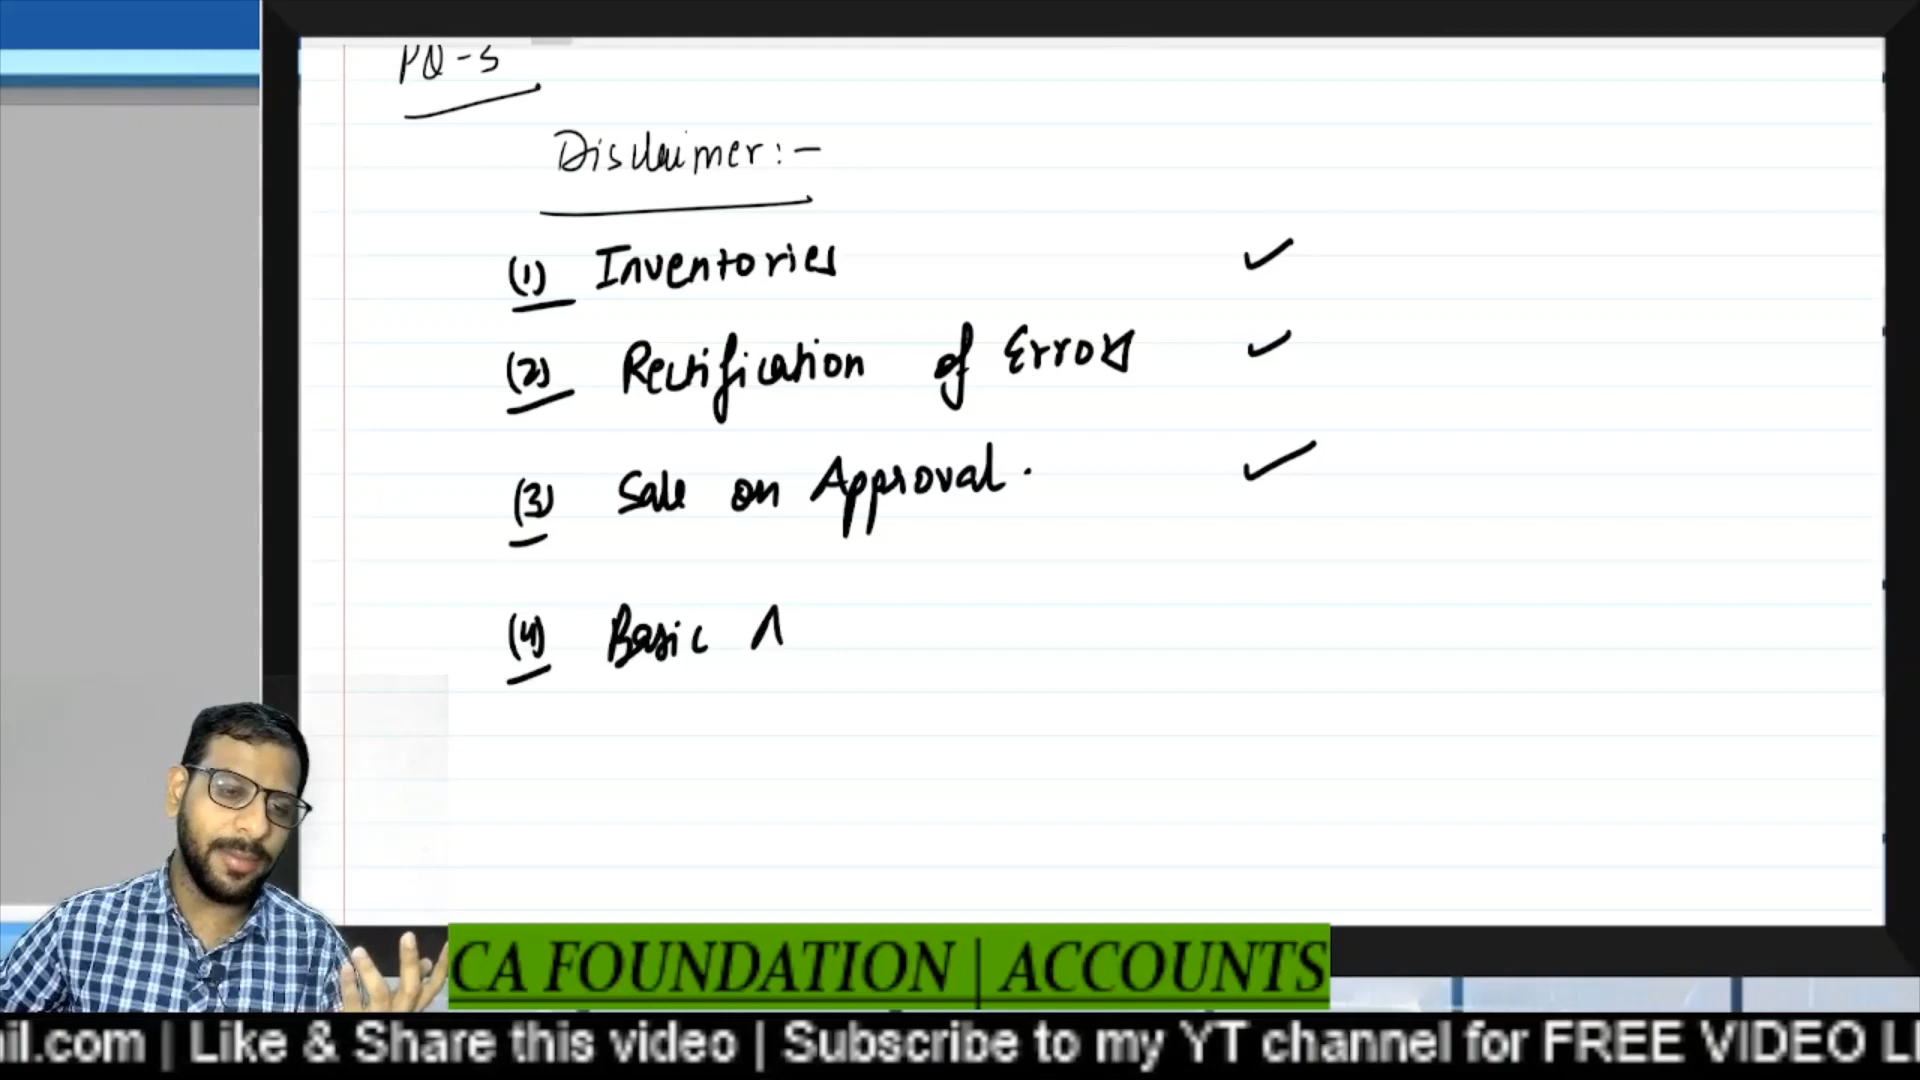 PQ-5
Disclaimer:-
(1) Inventories
(2) Rectification of Errors
(3) Sale on Approval.
(4) Basic A
CA FOUNDATION | ACCOUNTS
il.com | Like & Share this video | Subscribe to my YT channel for FREE VIDEO